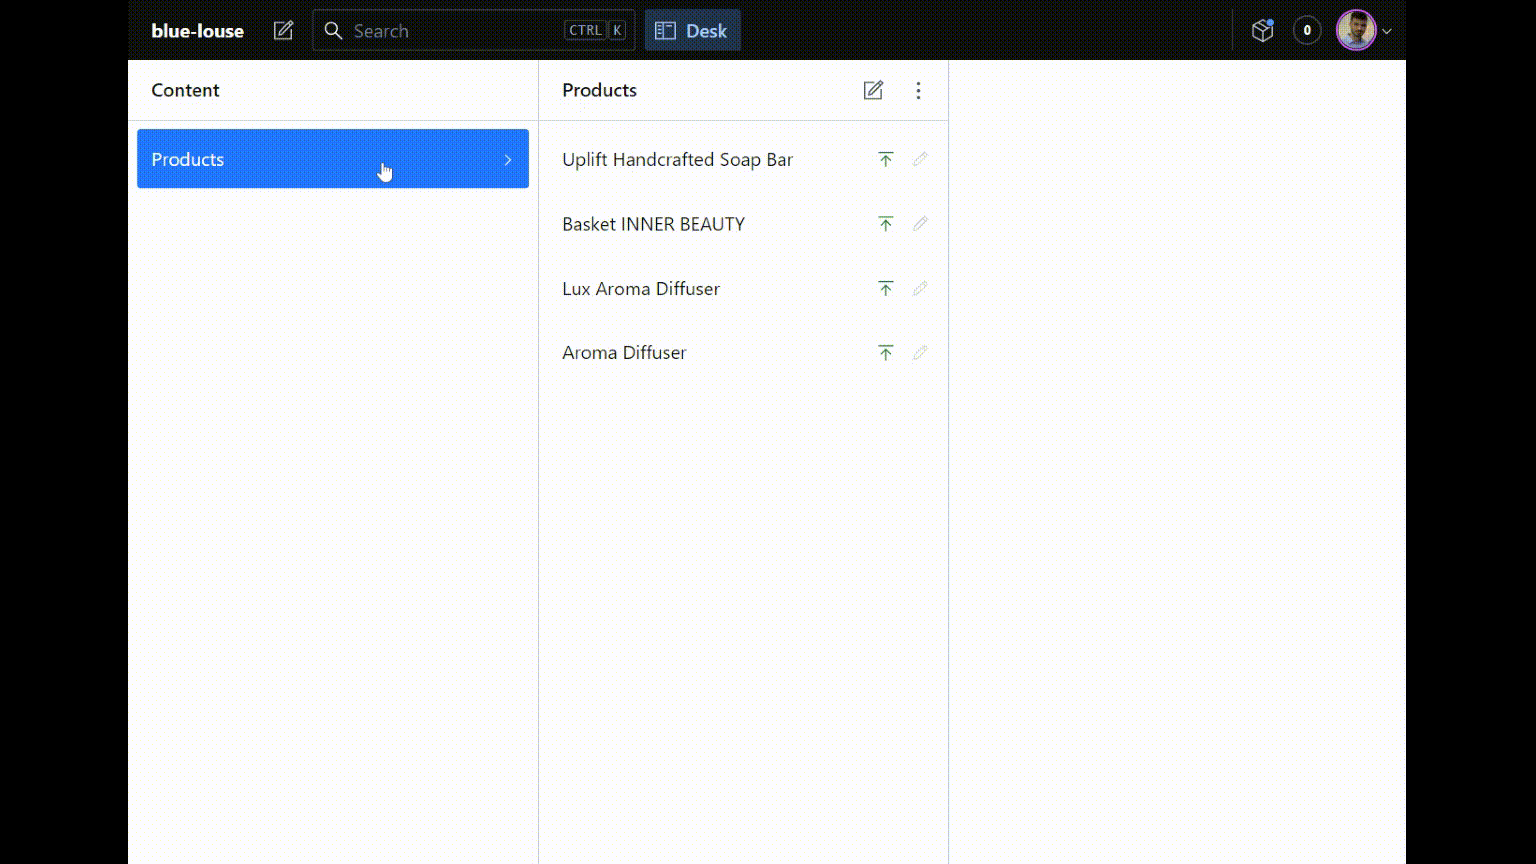 blue-louse
Search
CTRL K
Desk
0
Content
Products
Products
Uplift Handcrafted Soap Bar
Basket INNER BEAUTY
Lux Aroma Diffuser
Aroma Diffuser